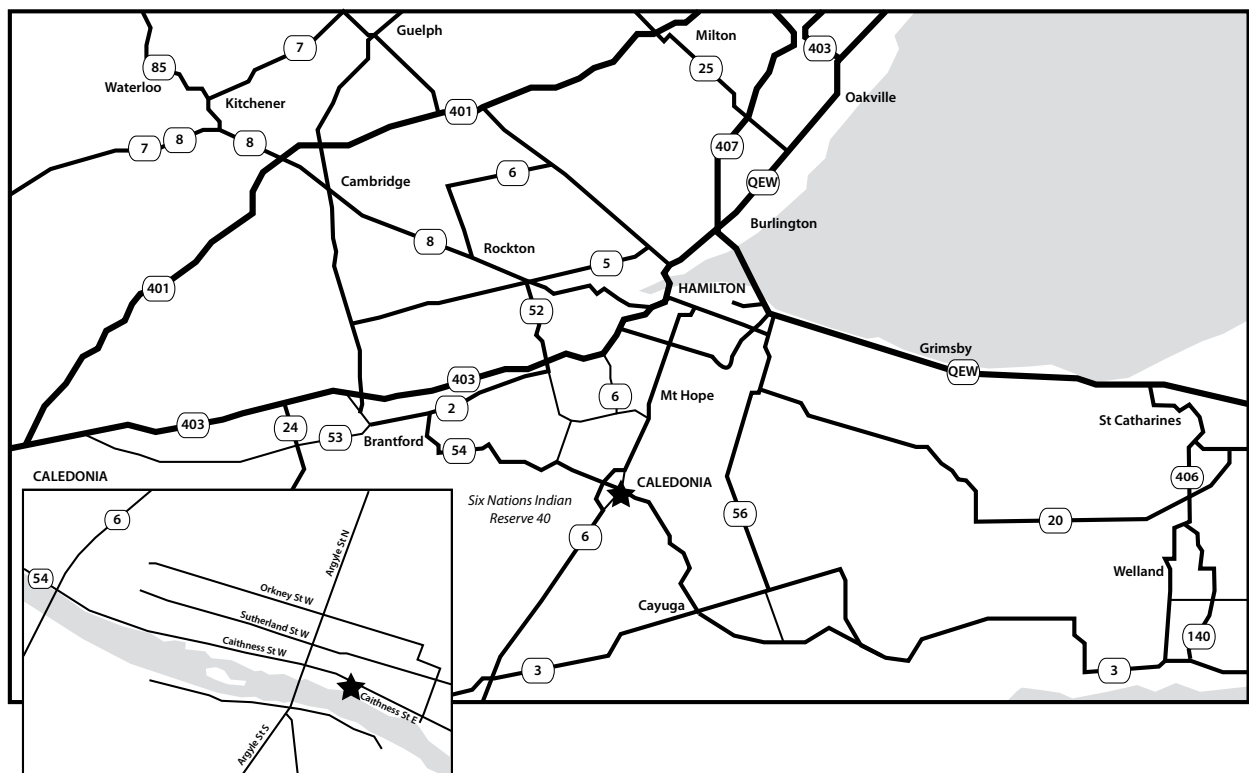 Guelph
Milton
403
7
85
25
Waterloo
Kitchener
Oakville
401
7
8
8
407
6
QEW
Cambridge
Burlington
8
Rockton
5
401
HAMILTON
52
Grimsby
QEW
403
6
Mt Hope
2
403
24
53
Brantford
54
St Catharines
CALEDONIA
406
CALEDONIA
Six Nations Indian
Reserve 40
56
20
6
Welland
Cayuga
140
3
3
6
54
Argyle St N
Orkney St W
Sutherland St W
Caithness St W
Caithness St E
Argyle St S